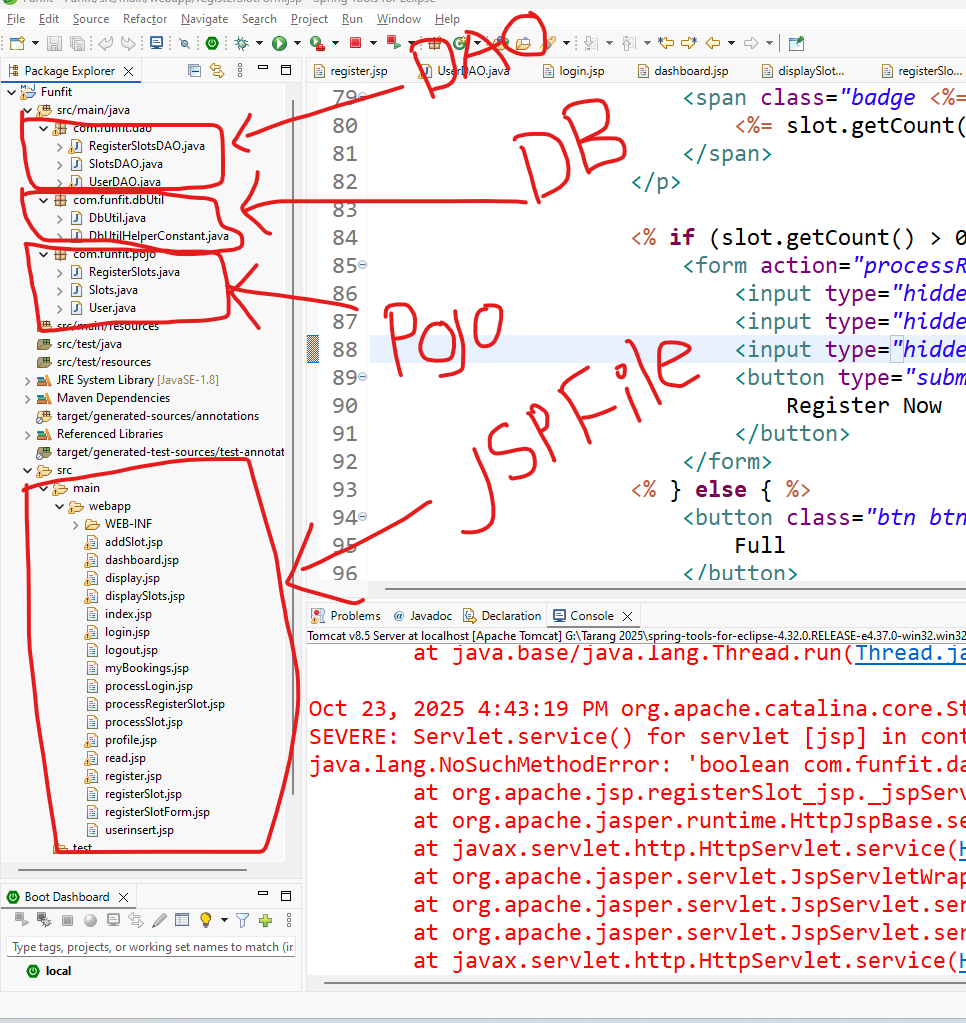 Funfit - Funfit/src/main/webapp/registerSlotForm.jsp - Spring Tools for Eclipse
File Edit Source Refactor Navigate Search Project Run Window Help
DAO
Package Explorer
register.jsp UserDAO.java login.jsp dashboard.jsp displaySlot... registerSlo...
Funfit
src/main/java
com.funfit.dao
RegisterSlotsDAO.java
SlotsDAO.java
UserDAO.java
com.funfit.dbUtil
DbUtil.java
DbUtilHelperConstant.java
com.funfit.pojo
RegisterSlots.java
Slots.java
User.java
src/main/resources
src/test/java
src/test/resources
JRE System Library [JavaSE-1.8]
Maven Dependencies
target/generated-sources/annotations
Referenced Libraries
target/generated-test-sources/test-annotat
src
main
webapp
WEB-INF
addSlot.jsp
dashboard.jsp
display.jsp
displaySlots.jsp
index.jsp
login.jsp
logout.jsp
myBookings.jsp
processLogin.jsp
processRegisterSlot.jsp
processSlot.jsp
profile.jsp
read.jsp
register.jsp
registerSlot.jsp
registerSlotForm.jsp
userinsert.jsp
test
DB
Pojo
JSP File
79 <span class="badge <%=
80 <%= slot.getCount(
81 </span>
82 </p>
83
84 <% if (slot.getCount() > 0
85 <form action="processR
86 <input type="hidde
87 <input type="hidde
88 <input type="hidde
89 <button type="subm
90 Register Now
91 </button>
92 </form>
93 <% } else { %>
94 <button class="btn btn
95 Full
96 </button>
Problems @ Javadoc Declaration Console
Tomcat v8.5 Server at localhost [Apache Tomcat] G:\Tarang 2025\spring-tools-for-eclipse-4.32.0.RELEASE-e4.37.0-win32.win32
at java.base/java.lang.Thread.run(Thread.ja
Oct 23, 2025 4:43:19 PM org.apache.catalina.core.St
SEVERE: Servlet.service() for servlet [jsp] in cont
java.lang.NoSuchMethodError: 'boolean com.funfit.da
at org.apache.jsp.registerSlot_jsp._jspServ
at org.apache.jasper.runtime.HttpJspBase.se
at javax.servlet.http.HttpServlet.service(H
at org.apache.jasper.servlet.JspServletWrap
at org.apache.jasper.servlet.JspServlet.ser
at org.apache.jasper.servlet.JspServlet.ser
at javax.servlet.http.HttpServlet.service(H
Boot Dashboard
Type tags, projects, or working set names to match (in
local